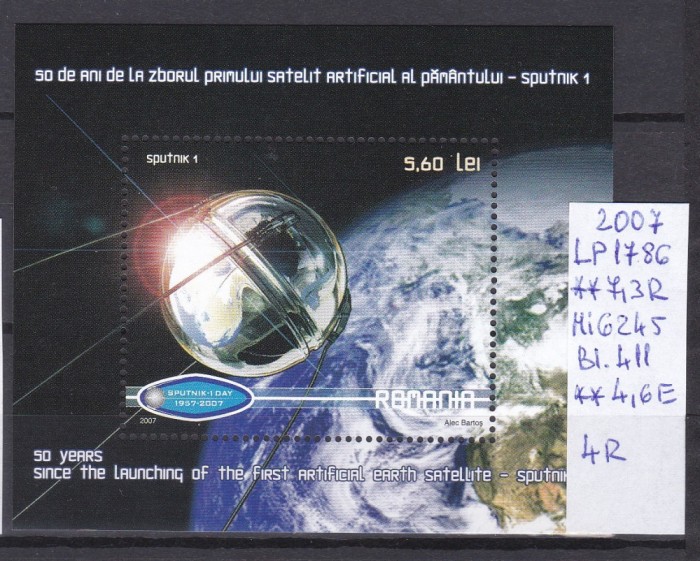 50 de ani de la zborul primului satelit artificial al Pământului - Sputnik 1
Sputnik 1
5,60 Lei
SPUTNIK-1 DAY
1957-2007
ROMANIA
2007
Alec Bartoș
50 years
since the launching of the first artificial earth satellite - Sputnik
2007
LP1786
**7,3R
Mi6245
Bl.411
**4,6E
4R